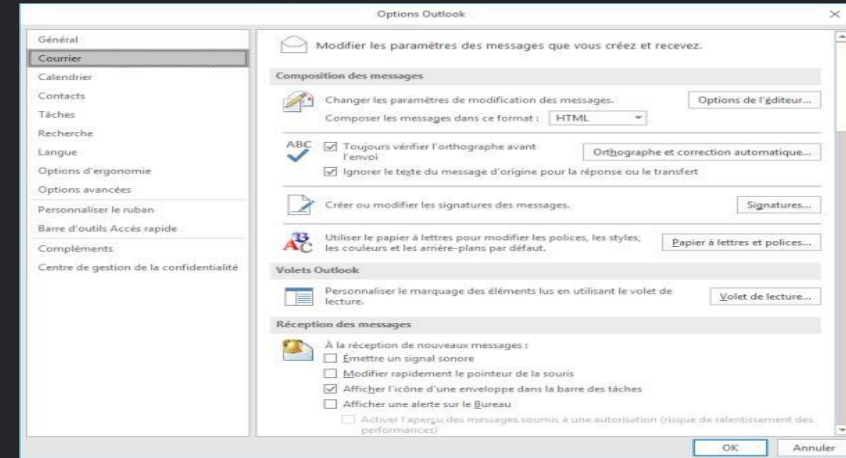 Options Outlook
Général
Courrier
Calendrier
Contacts
Tâches
Recherche
Langue
Options d'ergonomie
Options avancées
Personnaliser le ruban
Barre d'outils Accès rapide
Compléments
Centre de gestion de la confidentialité
Modifier les paramètres des messages que vous créez et recevez.
Composition des messages
Changer les paramètres de modification des messages.
Options de l'éditeur...
Composer les messages dans ce format :
HTML
ABC
Toujours vérifier l'orthographe avant
l'envoi
Orthographe et correction automatique...
Ignorer le texte du message d'origine pour la réponse ou le transfert
Créer ou modifier les signatures des messages.
Signatures...
Utiliser le papier à lettres pour modifier les polices, les styles,
les couleurs et les arrière-plans par défaut.
Papier à lettres et polices...
Volets Outlook
Personnaliser le marquage des éléments lus en utilisant le volet de
lecture.
Volet de lecture...
Réception des messages
À la réception de nouveaux messages :
Émettre un signal sonore
Modifier rapidement le pointeur de la souris
Afficher l'icône d'une enveloppe dans la barre des tâches
Afficher une alerte sur le Bureau
Activer l'aperçu des messages soumis à une autorisation (risque de ralentissement des
performances)
OK
Annuler